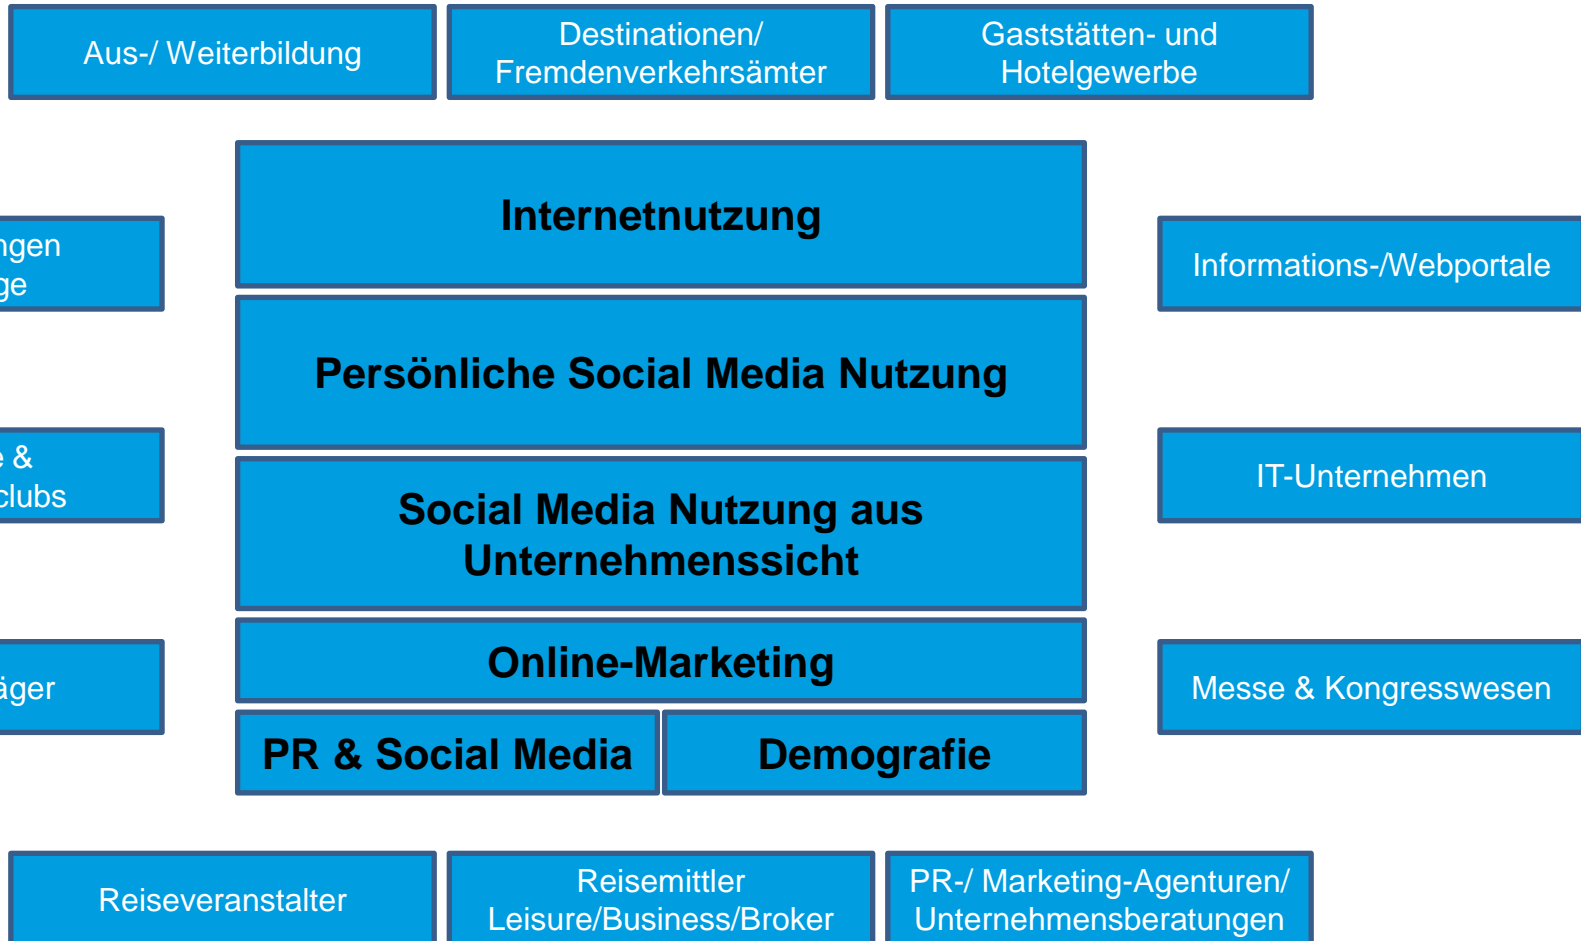 Aus-/ Weiterbildung
Destinationen/
Fremdenverkehrsämter
Gaststätten- und
Hotelgewerbe
Internetnutzung
Informations-/Webportale
Persönliche Social Media Nutzung
&
IT-Unternehmen
Social Media Nutzung aus
Unternehmenssicht
Online-Marketing
Messe & Kongresswesen
PR & Social Media
Demografie
Reiseveranstalter
Reisemittler
Leisure/Business/Broker
PR-/ Marketing-Agenturen/
Unternehmensberatungen